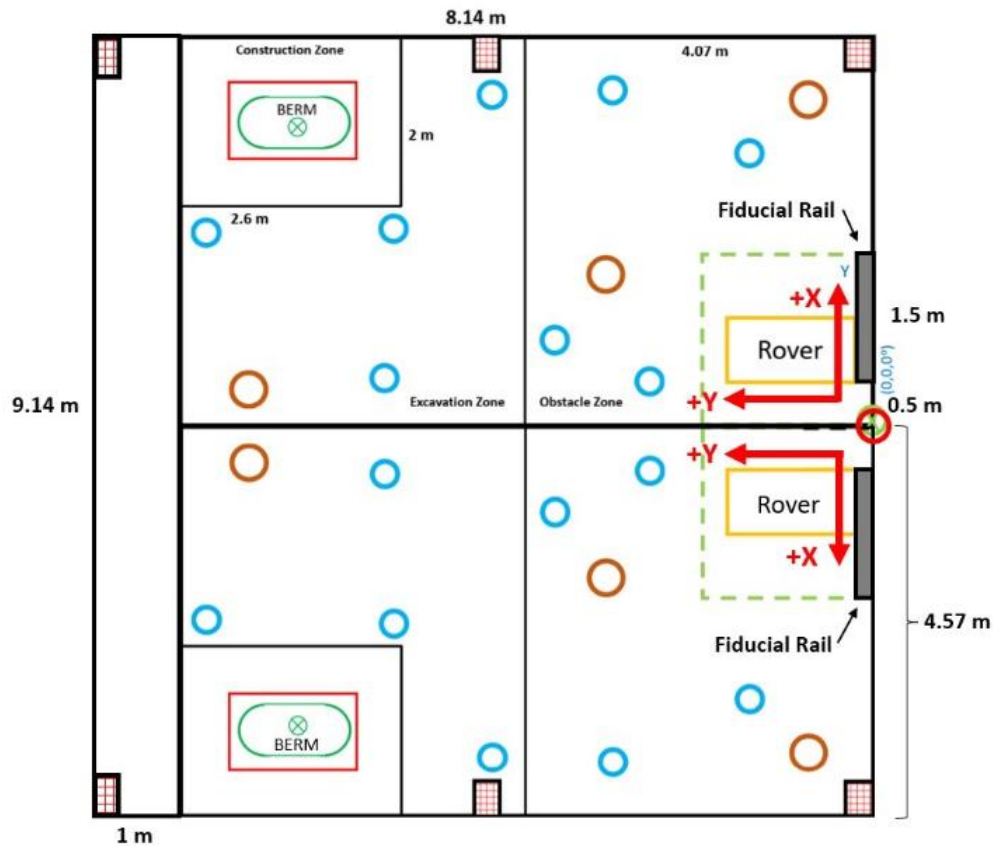 8.14 m
Construction Zone
4.07 m
BERM
2 m
2.6 m
Fiducial Rail
Y
+X
1.5 m
Rover
(0,0,0°)
9.14 m
Excavation Zone
Obstacle Zone
+Y
0.5 m
+Y
Rover
+X
4.57 m
Fiducial Rail
BERM
1 m